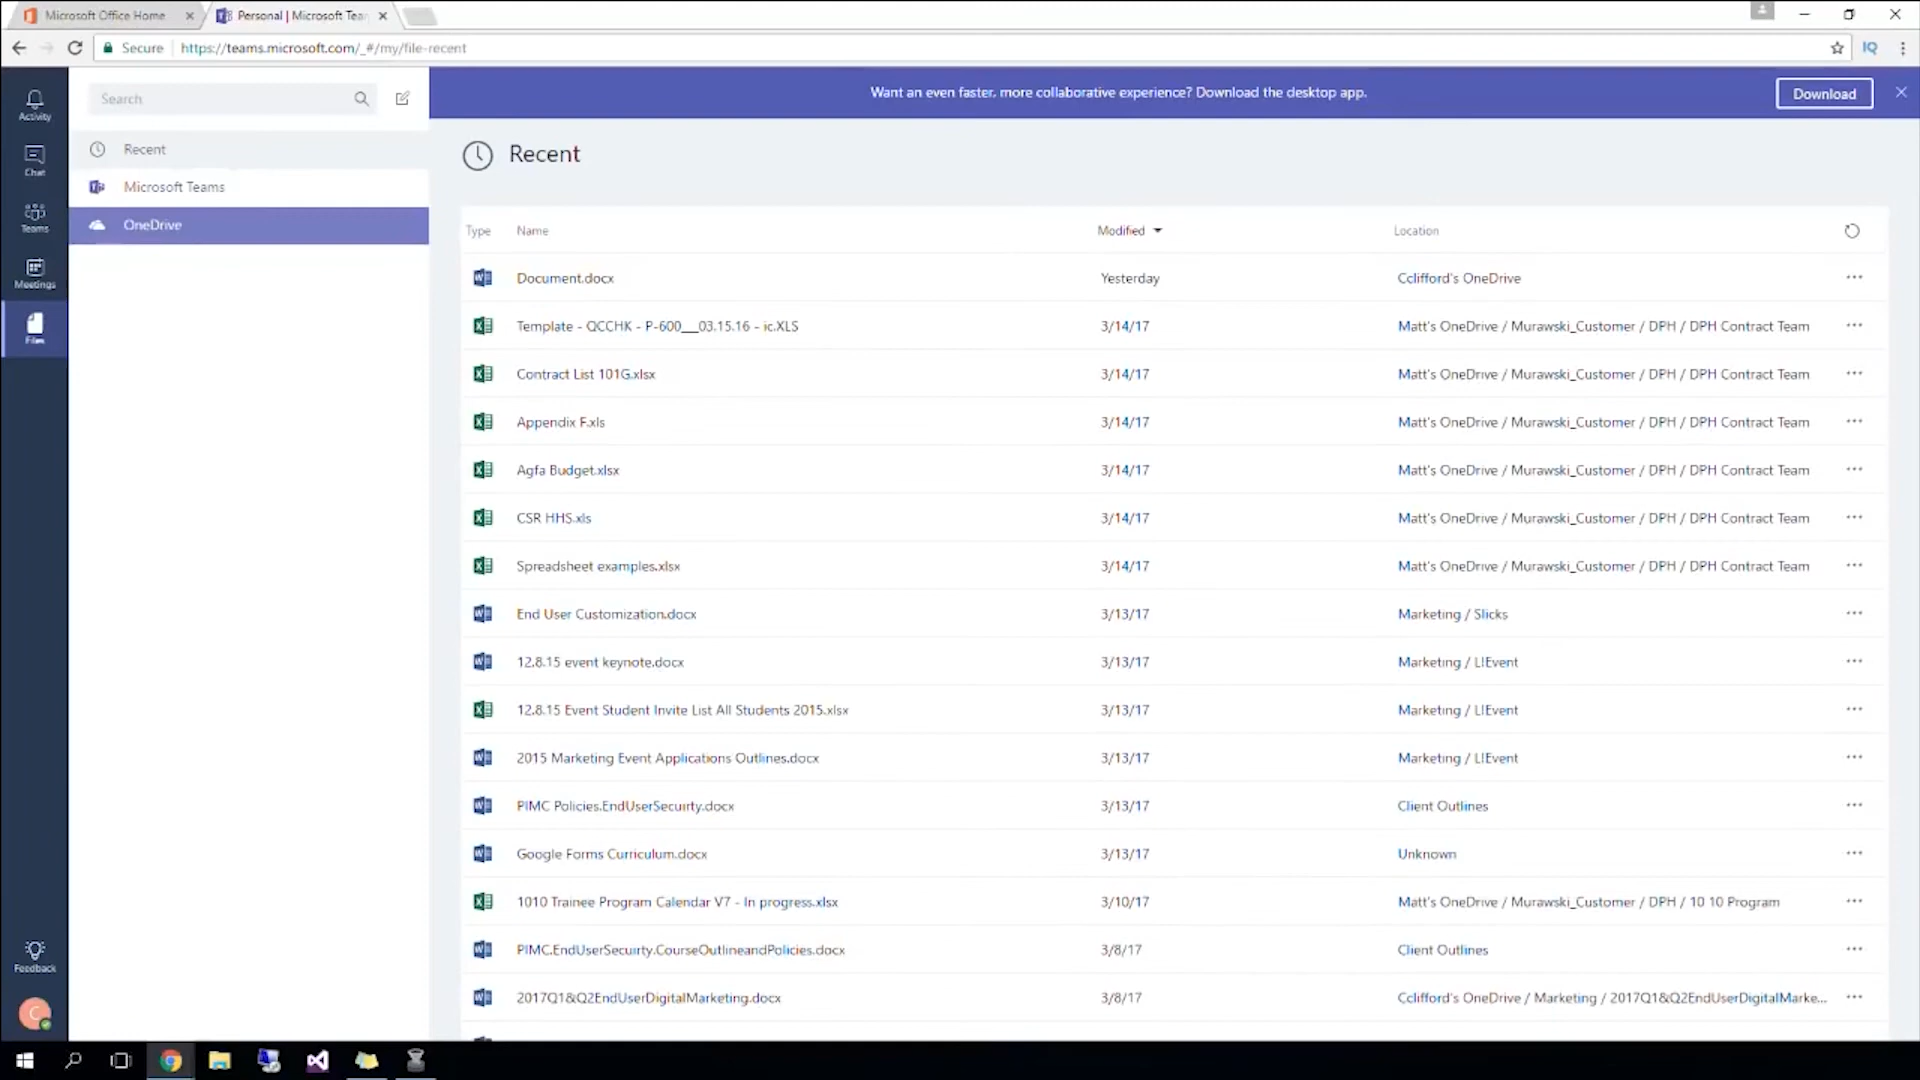 Microsoft Office Home
Personal | Microsoft Tea
Secure
https://teams.microsoft.com/_#/my/file-recent
IQ
Activity
Chat
Teams
Meetings
Files
Feedback
C
Search
Recent
Microsoft Teams
OneDrive
Want an even faster, more collaborative experience? Download the desktop app.
Download
Recent
Type Name Modified Location
Document.docx Yesterday Cclifford's OneDrive
Template - QCCHK - P-600___03.15.16 - ic.XLS 3/14/17 Matt's OneDrive / Murawski_Customer / DPH / DPH Contract Team
Contract List 101G.xlsx 3/14/17 Matt's OneDrive / Murawski_Customer / DPH / DPH Contract Team
Appendix F.xls 3/14/17 Matt's OneDrive / Murawski_Customer / DPH / DPH Contract Team
Agfa Budget.xlsx 3/14/17 Matt's OneDrive / Murawski_Customer / DPH / DPH Contract Team
CSR HHS.xls 3/14/17 Matt's OneDrive / Murawski_Customer / DPH / DPH Contract Team
Spreadsheet examples.xlsx 3/14/17 Matt's OneDrive / Murawski_Customer / DPH / DPH Contract Team
End User Customization.docx 3/13/17 Marketing / Slicks
12.8.15 event keynote.docx 3/13/17 Marketing / LIEvent
12.8.15 Event Student Invite List All Students 2015.xlsx 3/13/17 Marketing / LIEvent
2015 Marketing Event Applications Outlines.docx 3/13/17 Marketing / LIEvent
PIMC Policies.EndUserSecuirty.docx 3/13/17 Client Outlines
Google Forms Curriculum.docx 3/13/17 Unknown
1010 Trainee Program Calendar V7 - In progress.xlsx 3/10/17 Matt's OneDrive / Murawski_Customer / DPH / 10 10 Program
PIMC.EndUserSecuirty.CourseOutlineandPolicies.docx 3/8/17 Client Outlines
2017Q1&Q2EndUserDigitalMarketing.docx 3/8/17 Cclifford's OneDrive / Marketing / 2017Q1&Q2EndUserDigitalMarke...